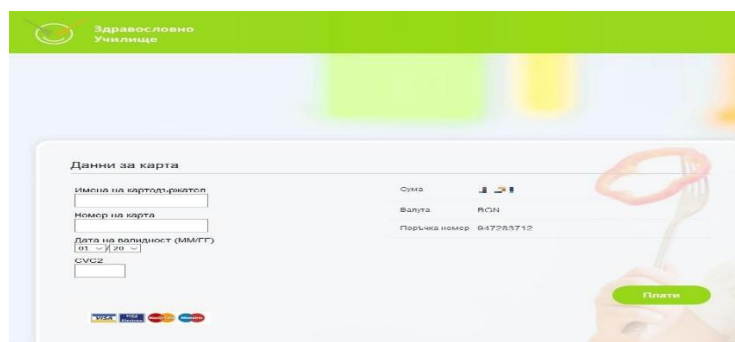 Здравословно
Училище
Данни за карта
Имена на картодържател
Номер на карта
Дата на валидност (ММ/ГГ)
01 / 20
CVC2
VISA
Сума
Валута BGN
Поръчка номер 947283712
Плати